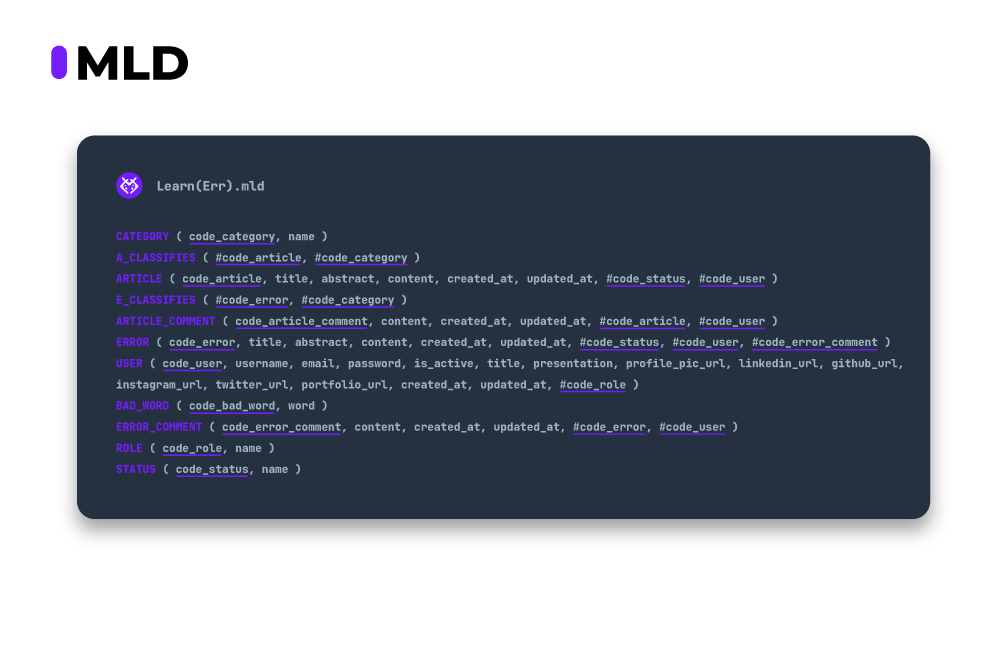 MLD
Learn(Err).mld
CATEGORY ( code_category, name )
A_CLASSIFIES ( #code_article, #code_category )
ARTICLE ( code_article, title, abstract, content, created_at, updated_at, #code_status, #code_user )
E_CLASSIFIES ( #code_error, #code_category )
ARTICLE_COMMENT ( code_article_comment, content, created_at, updated_at, #code_article, #code_user )
ERROR ( code_error, title, abstract, content, created_at, updated_at, #code_status, #code_user, #code_error_comment )
USER ( code_user, username, email, password, is_active, title, presentation, profile_pic_url, linkedin_url, github_url,
instagram_url, twitter_url, portfolio_url, created_at, updated_at, #code_role )
BAD_WORD ( code_bad_word, word )
ERROR_COMMENT ( code_error_comment, content, created_at, updated_at, #code_error, #code_user )
ROLE ( code_role, name )
STATUS ( code_status, name )